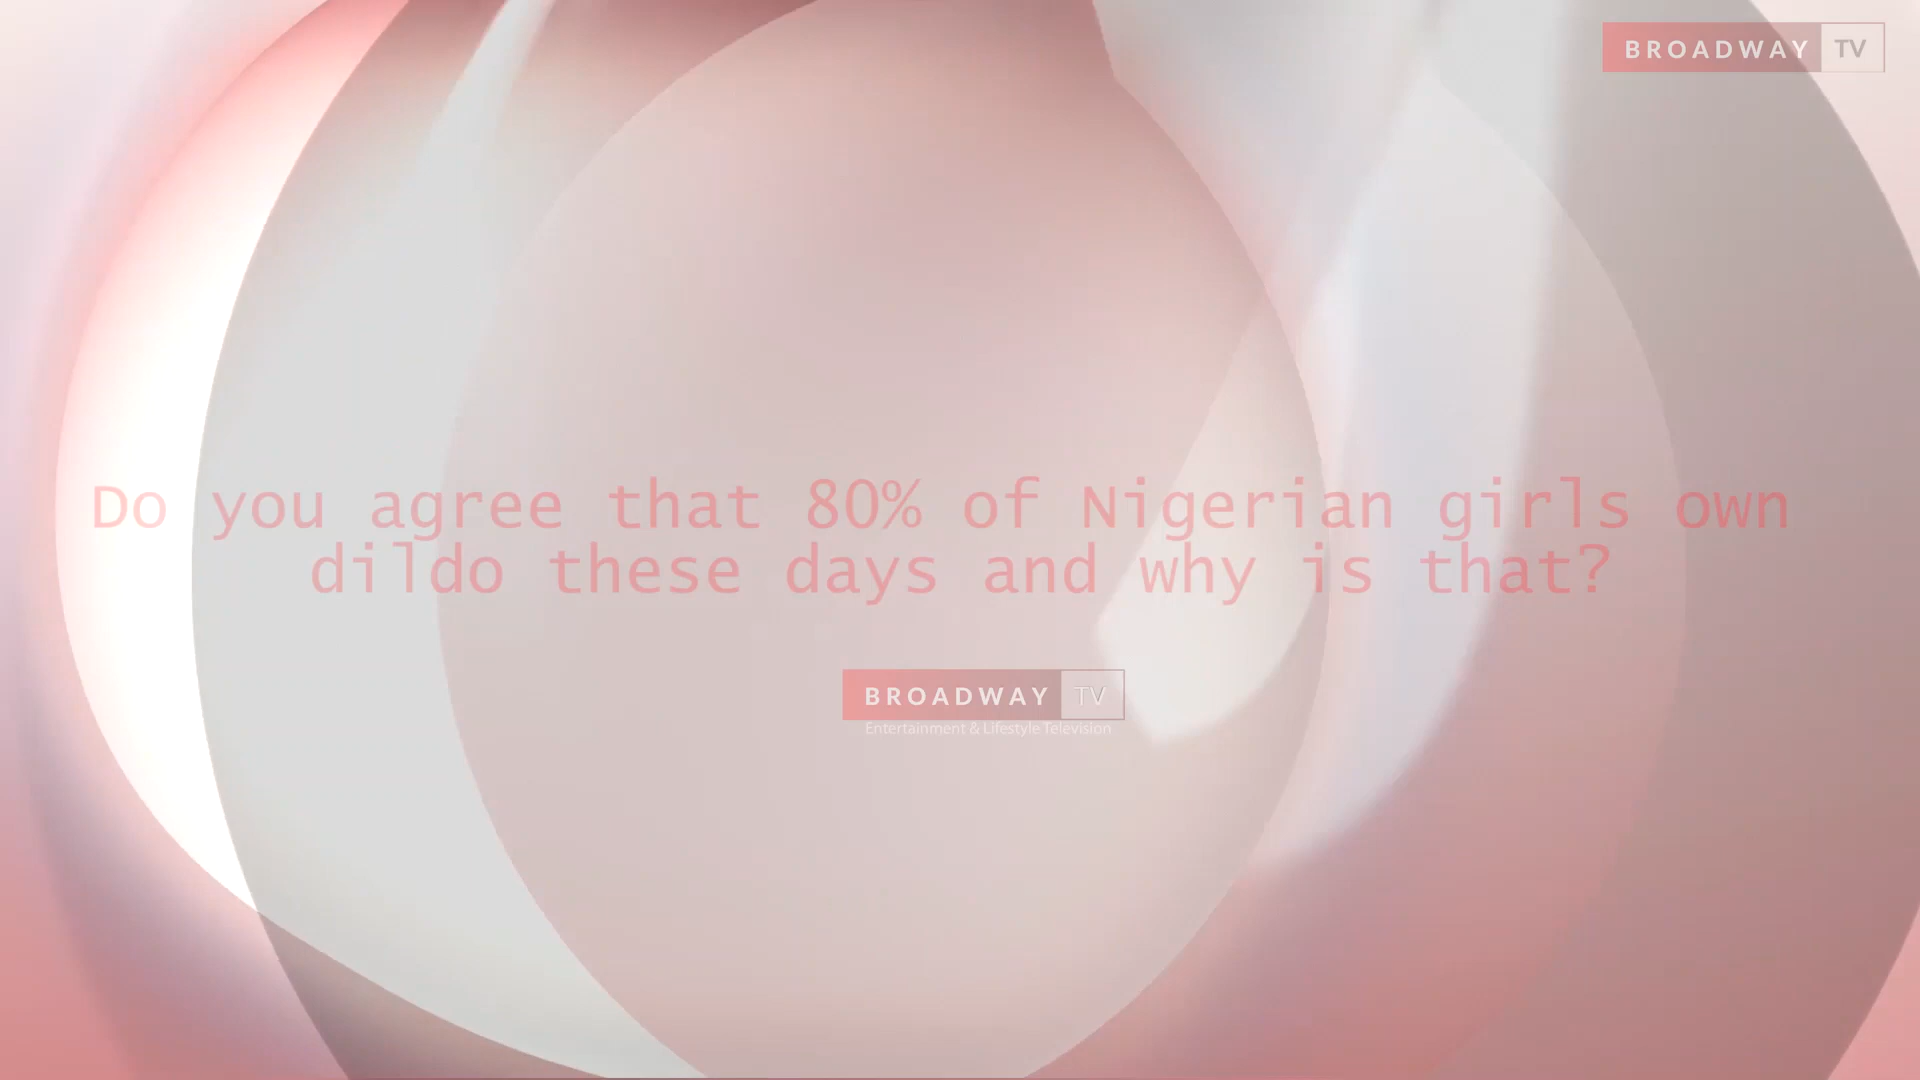 BROADWAY TV
Do you agree that 80% of Nigerian girls own
dildo these days and why is that?
BROADWAY TV
Entertainment & Lifestyle Television